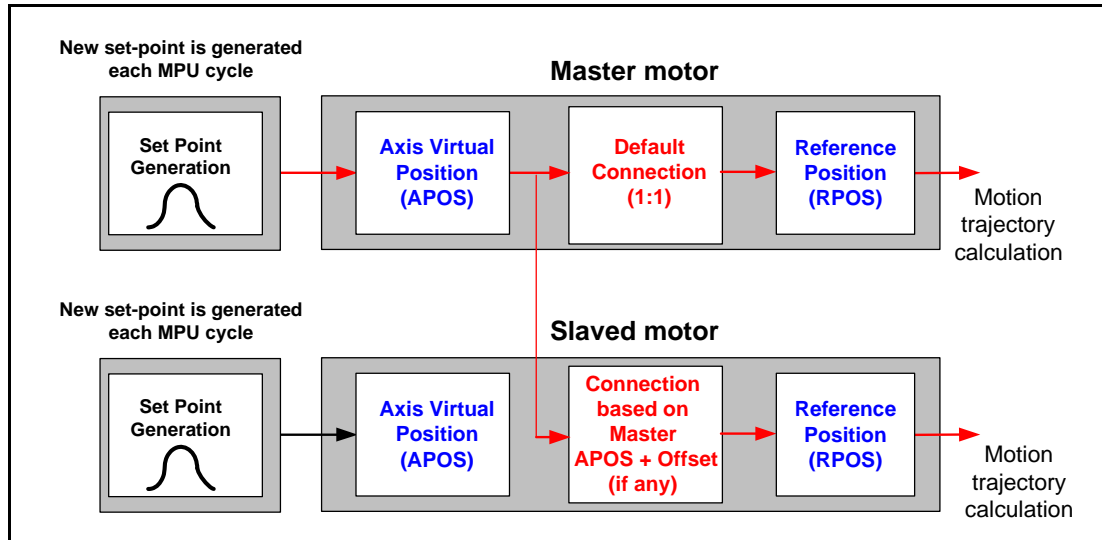 New set-point is generated
each MPU cycle
Master motor
Set Point
Generation
Axis Virtual
Position
(APOS)
Default
Connection
(1:1)
Reference
Position
(RPOS)
Motion
trajectory
calculation
New set-point is generated
each MPU cycle
Slaved motor
Set Point
Generation
Axis Virtual
Position
(APOS)
Connection
based on
Master
APOS + Offset
(if any)
Reference
Position
(RPOS)
Motion
trajectory
calculation